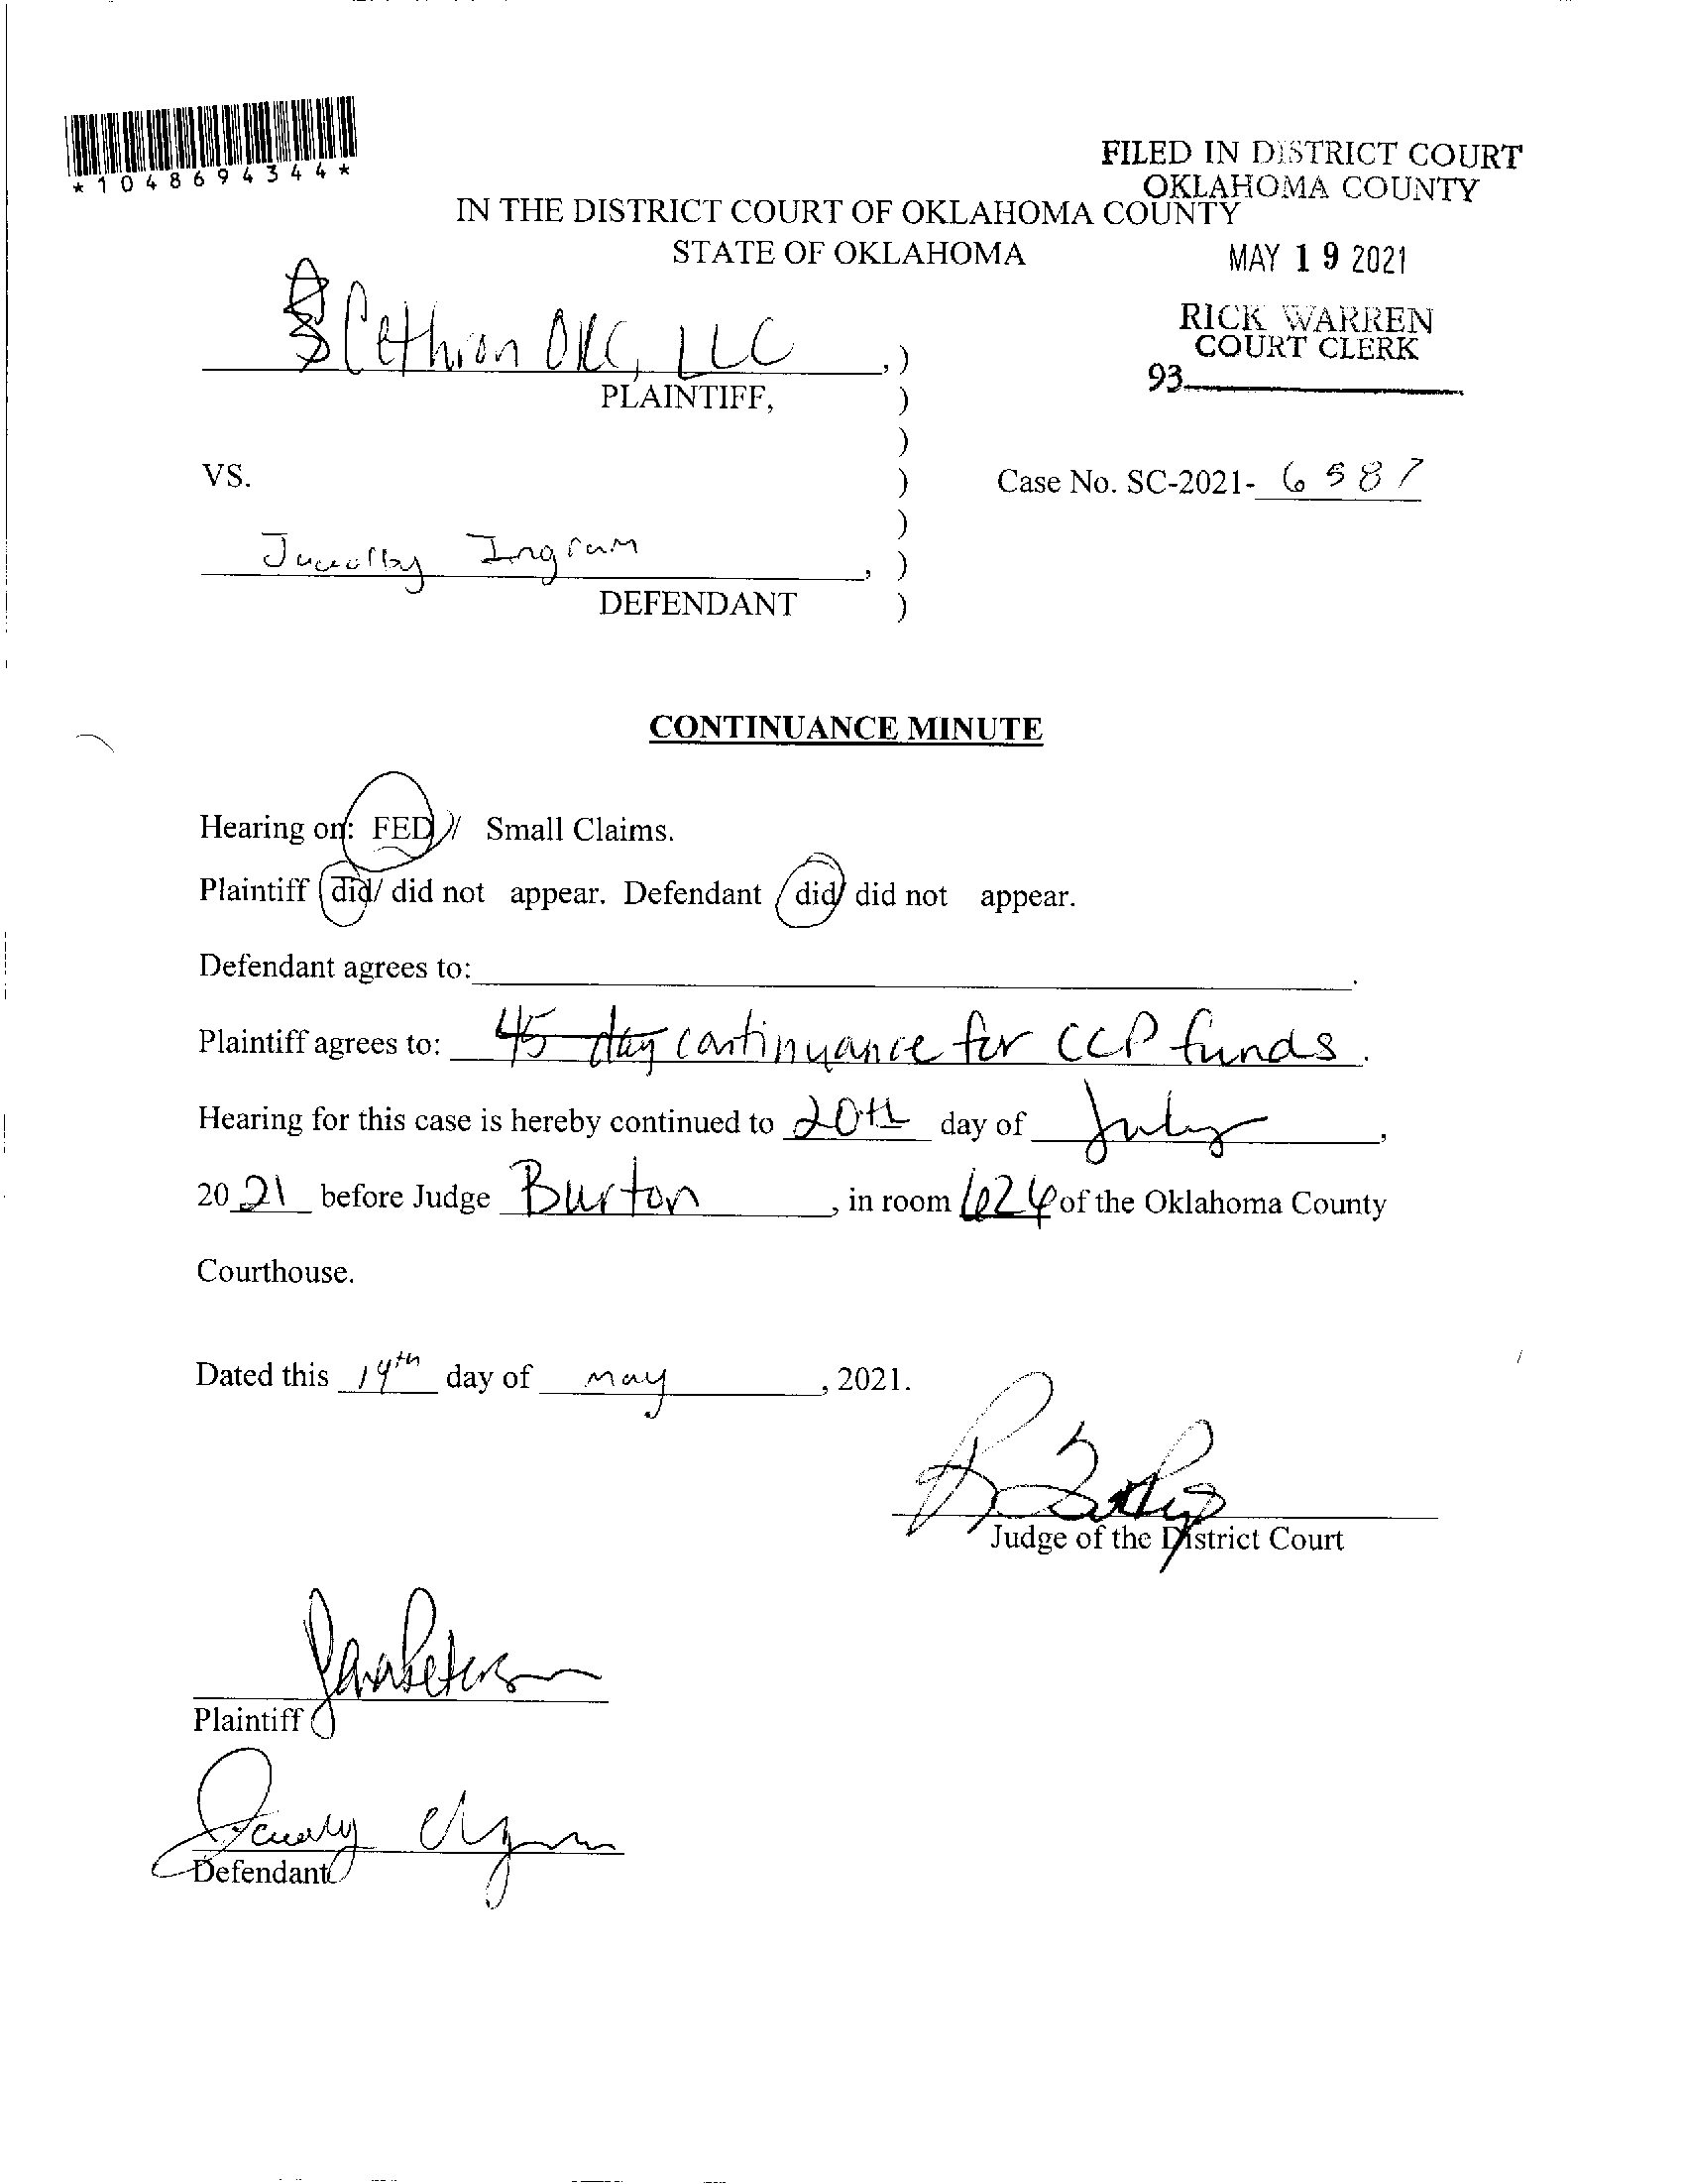 *1048694344*
FILED IN DISTRICT COURT
OKLAHOMA COUNTY
IN THE DISTRICT COURT OF OKLAHOMA COUNTY
STATE OF OKLAHOMA
MAY 19 2021
RICK WARREN
COURT CLERK
93
OKC, LLC, )
PLAINTIFF, )
)
VS. )
Case No. SC-2021- 6587
)
Ingram, )
DEFENDANT )
CONTINUANCE MINUTE
Hearing on: FED // Small Claims.
Plaintiff did/ did not appear. Defendant did/ did not appear.
Defendant agrees to: .
Plaintiff agrees to: 45 day continuance for CCP funds.
Hearing for this case is hereby continued to 20th day of July,
2021 before Judge Burton, in room 624 of the Oklahoma County
Courthouse.
Dated this 14th day of may, 2021.
Judge of the District Court
Plaintiff
Defendant